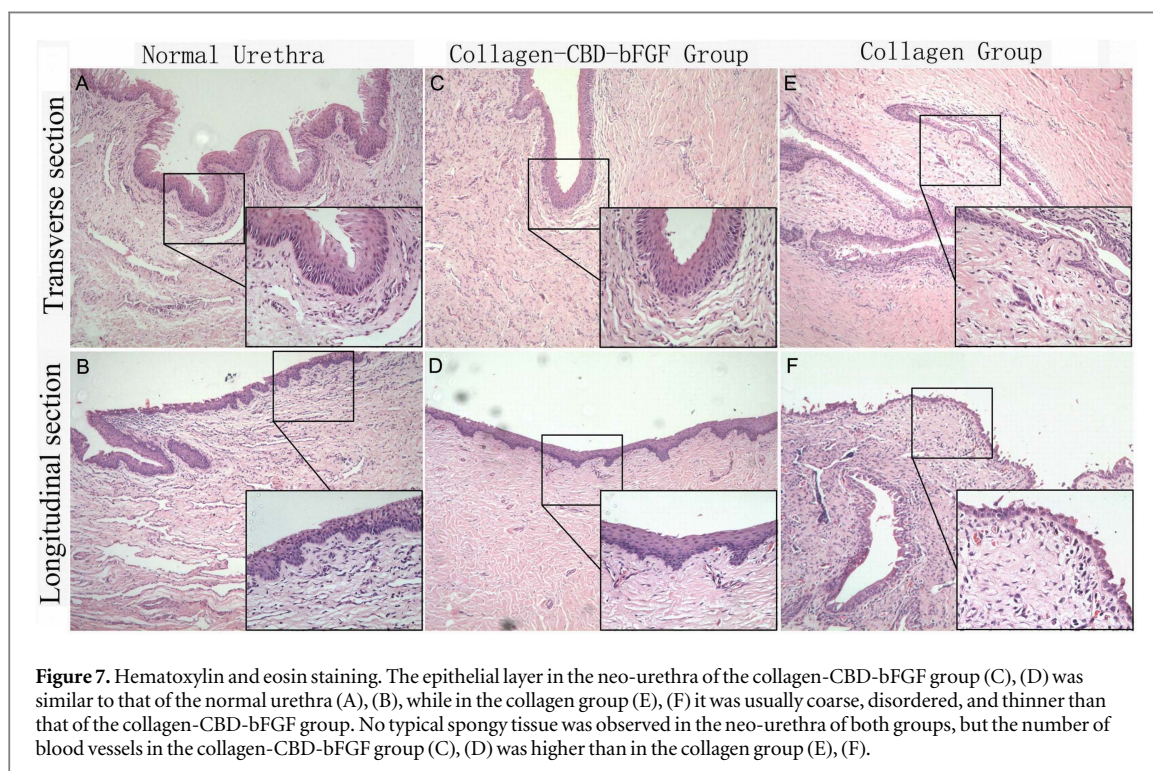 Normal Urethra
Collagen-CBD-bFGF Group
Collagen Group
Transverse section
A
C
E
Longitudinal section
B
D
F
Figure 7. Hematoxylin and eosin staining. The epithelial layer in the neo-urethra of the collagen-CBD-bFGF group (C), (D) was
similar to that of the normal urethra (A), (B), while in the collagen group (E), (F) it was usually coarse, disordered, and thinner than
that of the collagen-CBD-bFGF group. No typical spongy tissue was observed in the neo-urethra of both groups, but the number of
blood vessels in the collagen-CBD-bFGF group (C), (D) was higher than in the collagen group (E), (F).